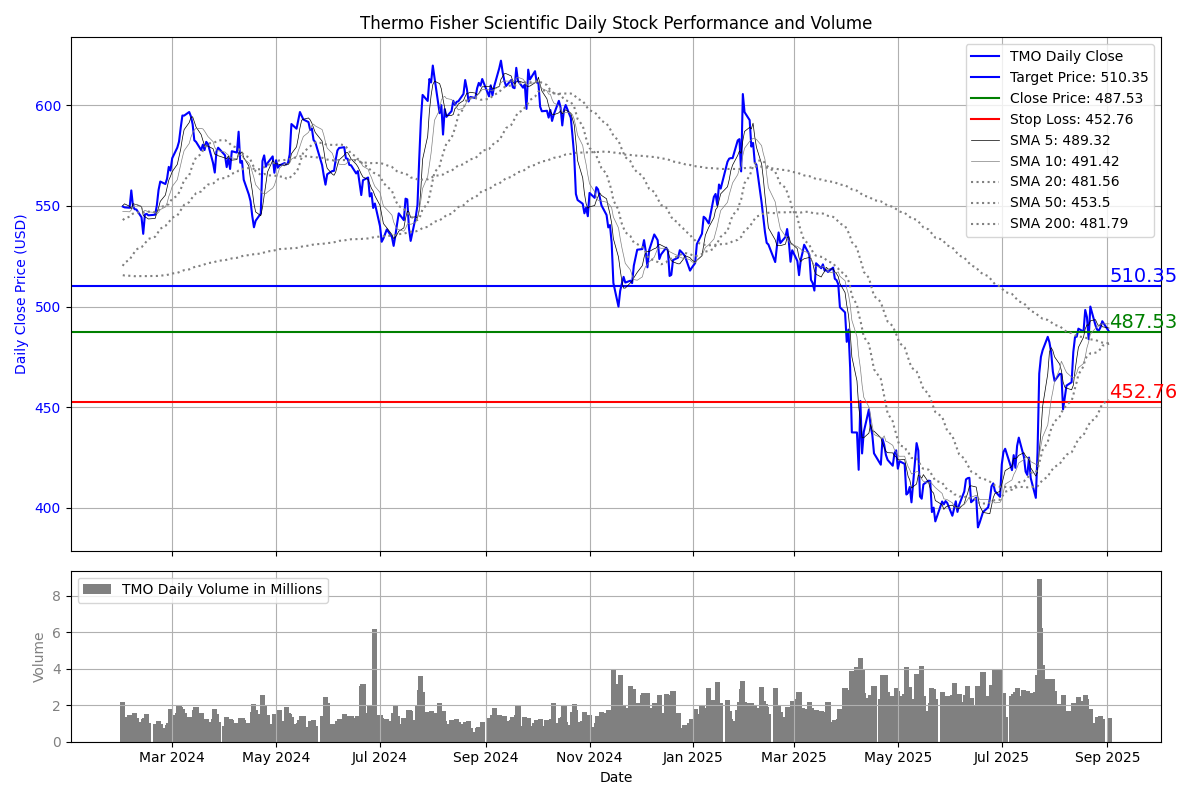 Thermo Fisher Scientific Daily Stock Performance and Volume
TMO Daily Close
Target Price: 510.35
Close Price: 487.53
Stop Loss: 452.76
SMA 5: 489.32
SMA 10: 491.42
SMA 20: 481.56
SMA 50: 453.5
SMA 200: 481.79
Daily Close Price (USD)
600
550
500
450
400
510.35
487.53
452.76
TMO Daily Volume in Millions
Volume
8
6
4
2
0
Mar 2024 May 2024 Jul 2024 Sep 2024 Nov 2024 Jan 2025 Mar 2025 May 2025 Jul 2025 Sep 2025
Date